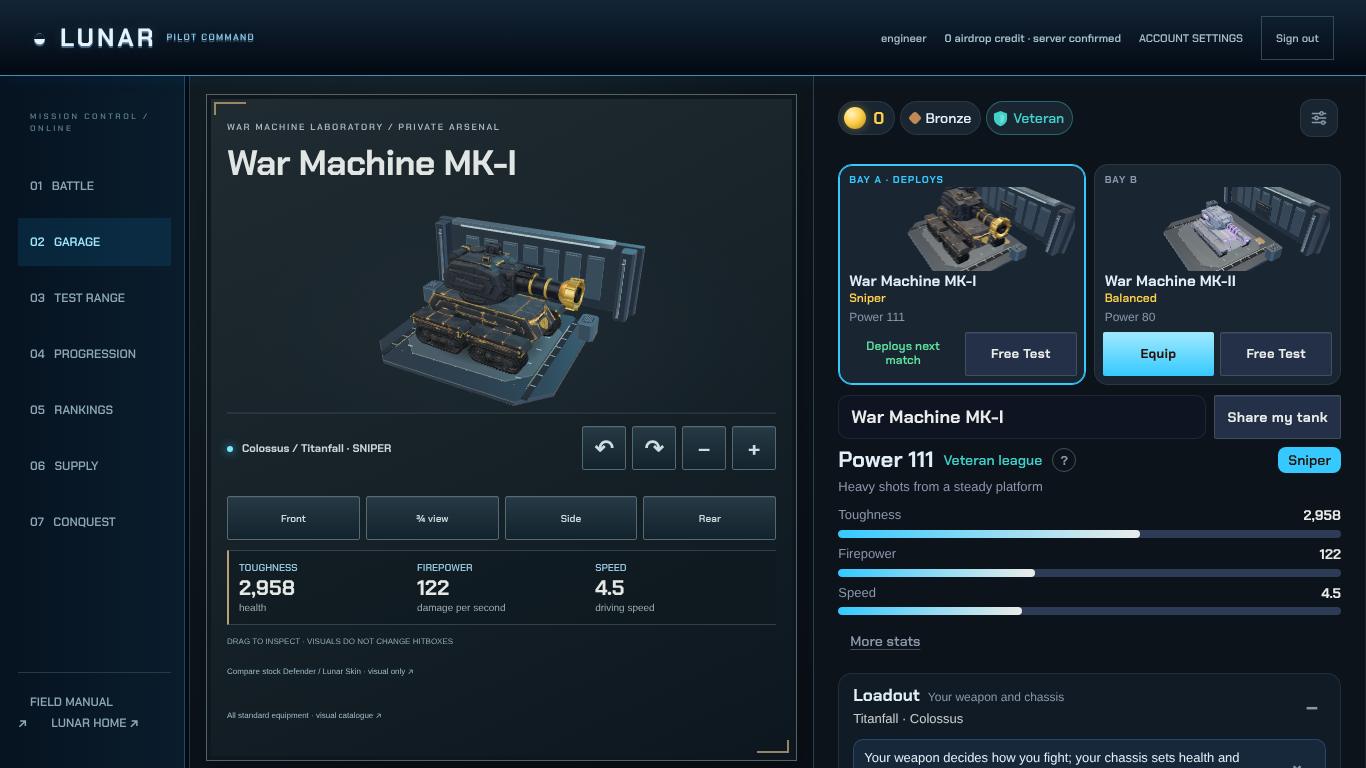 LUNAR PILOT COMMAND
engineer 0 airdrop credit · server confirmed ACCOUNT SETTINGS Sign out
MISSION CONTROL /
ONLINE
01 BATTLE
02 GARAGE
03 TEST RANGE
04 PROGRESSION
05 RANKINGS
06 SUPPLY
07 CONQUEST
FIELD MANUAL
↗ LUNAR HOME ↗
WAR MACHINE LABORATORY / PRIVATE ARSENAL
War Machine MK-I
Colossus / Titanfall · SNIPER
↶ ↷ − +
Front ¾ view Side Rear
TOUGHNESS FIREPOWER SPEED
2,958 122 4.5
health damage per second driving speed
DRAG TO INSPECT · VISUALS DO NOT CHANGE HITBOXES
Compare stock Defender / Lunar Skin · visual only ↗
All standard equipment · visual catalogue ↗
0 Bronze Veteran
BAY A · DEPLOYS
War Machine MK-I
Sniper
Power 111
Deploys next
match
Free Test
BAY B
War Machine MK-II
Balanced
Power 80
Equip Free Test
War Machine MK-I Share my tank
Power 111 Veteran league ? Sniper
Heavy shots from a steady platform
Toughness 2,958
Firepower 122
Speed 4.5
More stats
Loadout Your weapon and chassis −
Titanfall · Colossus
Your weapon decides how you fight; your chassis sets health and